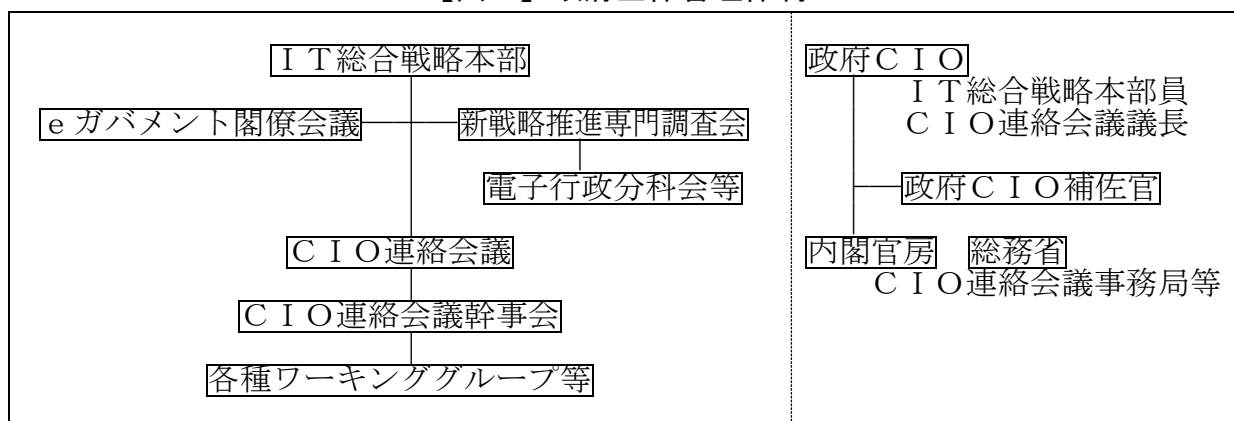 ＩＴ総合戦略本部
ｅガバメント閣僚会議
新戦略推進専門調査会
電子行政分科会等
ＣＩＯ連絡会議
ＣＩＯ連絡会議幹事会
各種ワーキンググループ等
政府ＣＩＯ
ＩＴ総合戦略本部員
ＣＩＯ連絡会議議長
政府ＣＩＯ補佐官
内閣官房　総務省
ＣＩＯ連絡会議事務局等